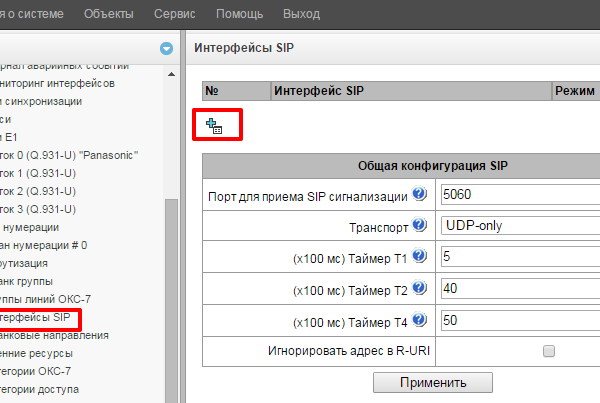 я о системе Объекты Сервис Помощь Выход
рнал аварийных событий
ниторинг интерфейсов
и синхронизации
си
и E1
ток 0 (Q.931-U) "Panasonic"
ток 1 (Q.931-U)
ток 2 (Q.931-U)
ток 3 (Q.931-U)
нумерации
ан нумерации # 0
рутизация
анк группы
уппы линий ОКС-7
терфейсы SIP
анковые направления
енние ресурсы
тегории ОКС-7
тегории доступа
Интерфейсы SIP
№ Интерфейс SIP Режим
Общая конфигурация SIP
Порт для приема SIP сигнализации ? 5060
Транспорт ? UDP-only
(x100 мс) Таймер T1 ? 5
(x100 мс) Таймер T2 ? 40
(x100 мс) Таймер T4 ? 50
Игнорировать адрес в R-URI
Применить